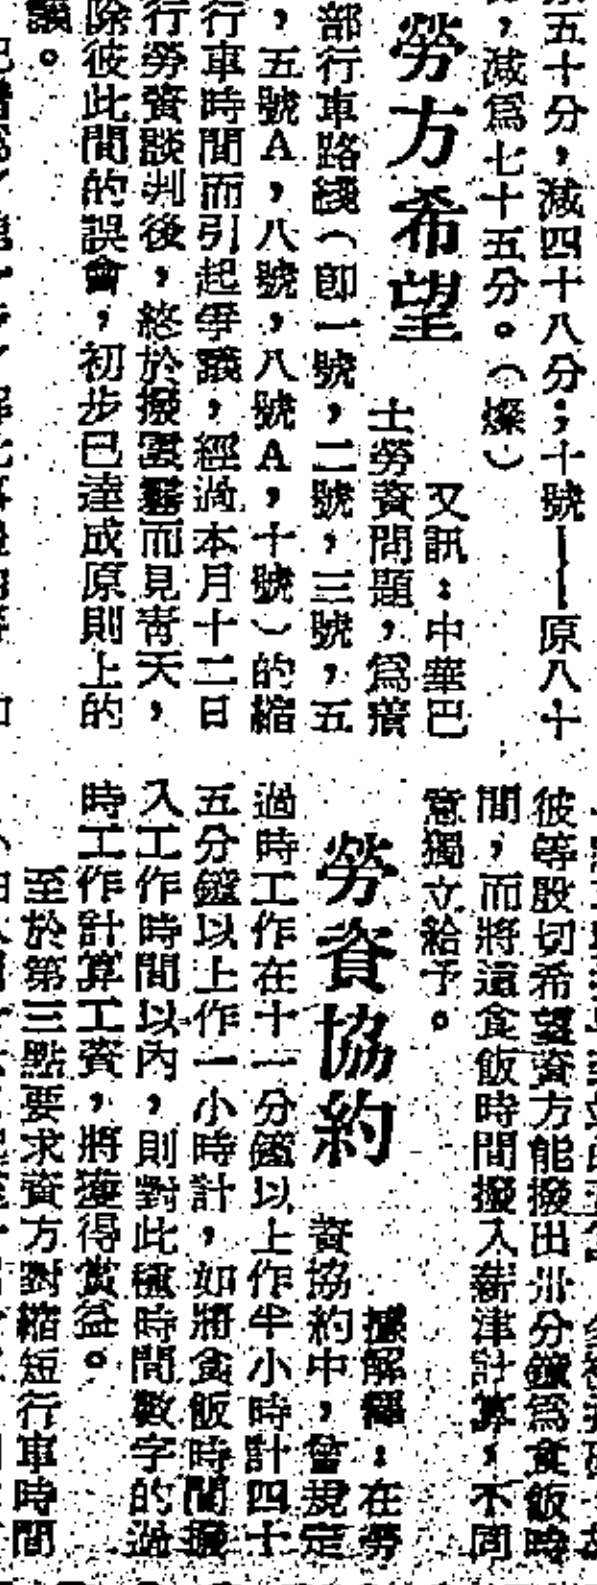 五十分，減四十八分；十號——原八十
，減爲七十五分。（燦）
勞方希望
又訊：中華巴
士勞資問題，爲着
部行車路綫（卽一號，二號，三號，五
，五號A，八號，八號A，十號）的縮
行車時間而引起爭議，經過本月十二日
行勞資談判後，終於撥雲霧而見青天，
除彼此間的誤會，初步已達成原則上的
議。
彼等殷切希望資方能撥出卅分鐘爲食飯時
間，而將這食飯時間撥入薪津計算，不同
意獨立給予。
勞資協約
據解釋：在勞
資協約中，曾規定
過時工作在十一分鐘以上作半小時計四十
五分鐘以上作一小時計，如將食飯時間撥
入工作時間以內，則對此種時間數字的過
時工作計算工資，將獲得實益。
至於第三點要求資方對縮短行車時間